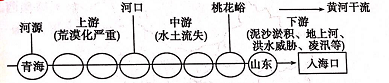 →黄河干流
河源 上游 河口 中游 桃花峪 下游
(荒漠化严重) (水土流失) (泥沙淤积、地上河、
洪水威胁、凌汛等)
青海 山东 入海口